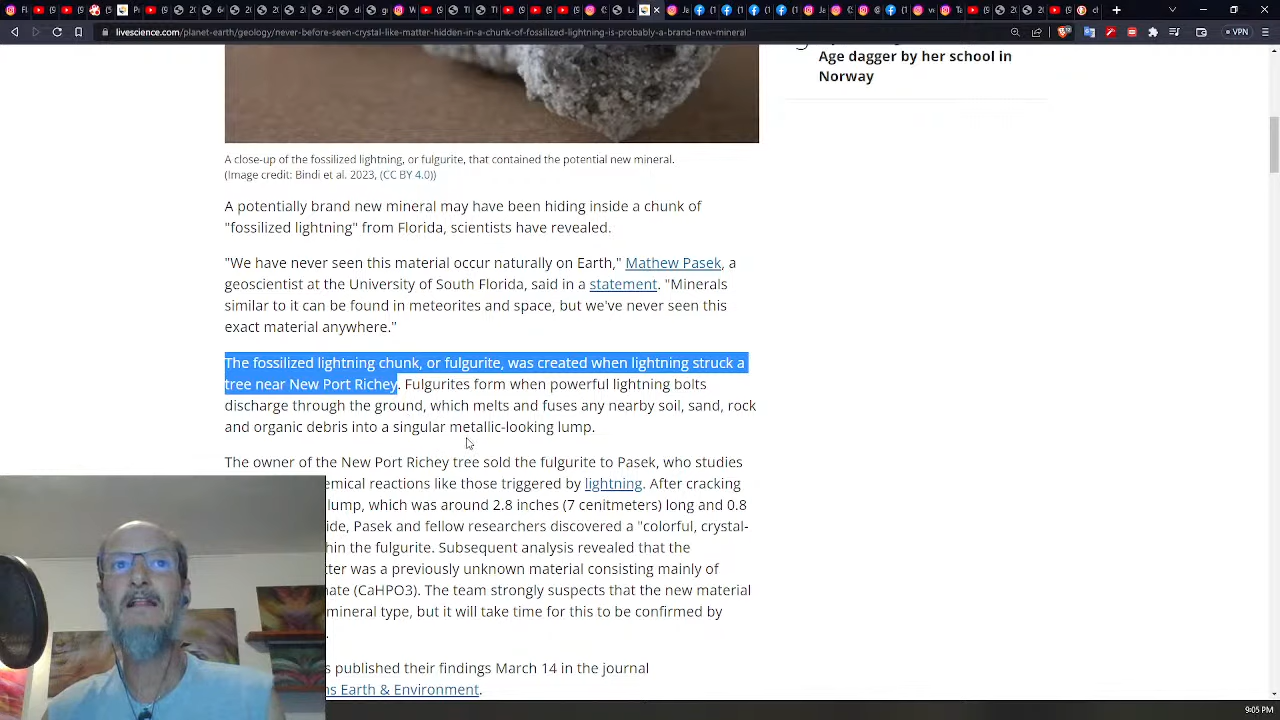 livescience.com/planet-earth/geology/never-before-seen-crystal-like-matter-hidden-in-a-chunk-of-fossilized-lightning-is-probably-a-brand-new-mineral
VPN
Age dagger by her school in
Norway
A close-up of the fossilized lightning, or fulgurite, that contained the potential new mineral.
(Image credit: Bindi et al. 2023, (CC BY 4.0))
A potentially brand new mineral may have been hiding inside a chunk of
"fossilized lightning" from Florida, scientists have revealed.
"We have never seen this material occur naturally on Earth," Mathew Pasek, a
geoscientist at the University of South Florida, said in a statement. "Minerals
similar to it can be found in meteorites and space, but we've never seen this
exact material anywhere."
The fossilized lightning chunk, or fulgurite, was created when lightning struck a
tree near New Port Richey. Fulgurites form when powerful lightning bolts
discharge through the ground, which melts and fuses any nearby soil, sand, rock
and organic debris into a singular metallic-looking lump.
The owner of the New Port Richey tree sold the fulgurite to Pasek, who studies
emical reactions like those triggered by lightning. After cracking
lump, which was around 2.8 inches (7 cenitmeters) long and 0.8
ide, Pasek and fellow researchers discovered a "colorful, crystal-
hin the fulgurite. Subsequent analysis revealed that the
tter was a previously unknown material consisting mainly of
nate (CaHPO3). The team strongly suspects that the new material
mineral type, but it will take time for this to be confirmed by
s published their findings March 14 in the journal
ns Earth & Environment.
9:05 PM